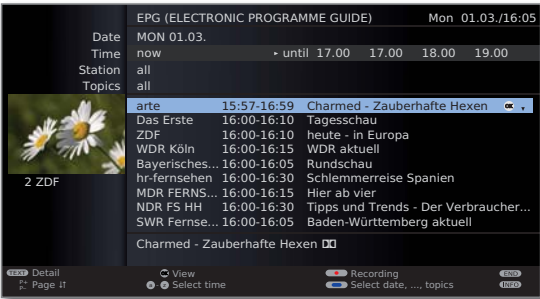 EPG (ELECTRONIC PROGRAMME GUIDE) Mon 01.03./16:05
Date MON 01.03.
Time now ▸ until 17.00 17.00 18.00 19.00
Station all
Topics all
arte 15:57-16:59 Charmed - Zauberhafte Hexen OK
Das Erste 16:00-16:10 Tagesschau
ZDF 16:00-16:10 heute - in Europa
WDR Köln 16:00-16:15 WDR aktuell
Bayerisches... 16:00-16:05 Rundschau
hr-fernsehen 16:00-16:30 Schlemmerreise Spanien
MDR FERNS... 16:00-16:15 Hier ab vier
NDR FS HH 16:00-16:30 Tipps und Trends - Der Verbraucher...
SWR Fernse... 16:00-16:05 Baden-Württemberg aktuell
2 ZDF
Charmed - Zauberhafte Hexen
TEXT Detail OK View Recording END
P+ P- Page Select time Select date, ..., topics INFO